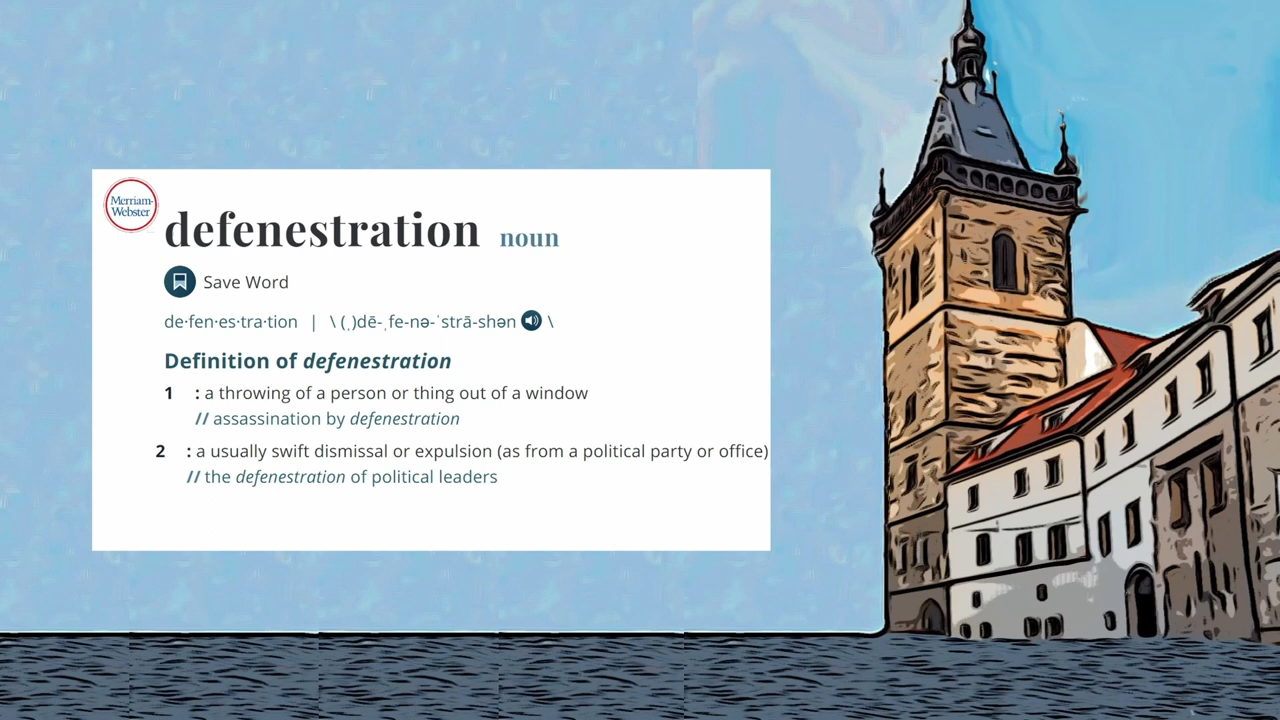 Merriam-
Webster
defenestration noun
Save Word
de·fen·es·tra·tion | \ (ˌ)dē-ˌfe-nə-ˈstrā-shən \
Definition of defenestration
1 : a throwing of a person or thing out of a window
// assassination by defenestration
2 : a usually swift dismissal or expulsion (as from a political party or office)
// the defenestration of political leaders